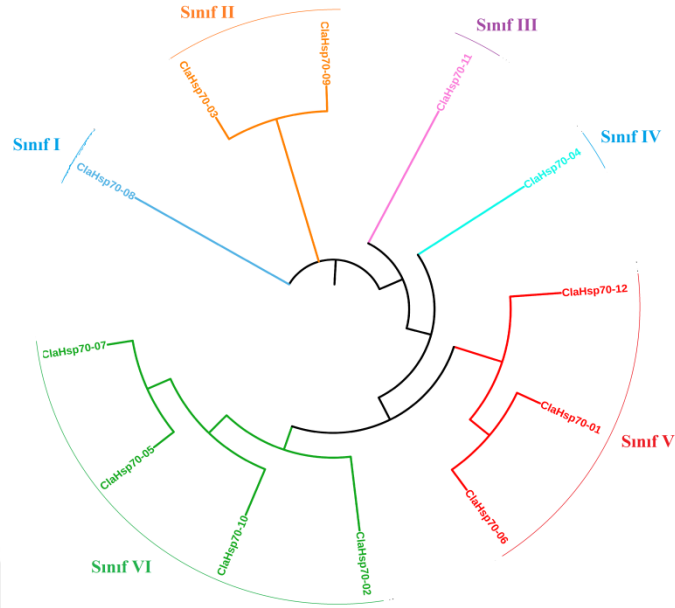 Sınıf II
Sınıf III
ClaHsp70-09
ClaHsp70-03
ClaHsp70-11
Sınıf I
Sınıf IV
ClaHsp70-08
ClaHsp70-04
ClaHsp70-12
ClaHsp70-07
ClaHsp70-01
Sınıf V
ClaHsp70-05
ClaHsp70-06
ClaHsp70-10
Sınıf VI
ClaHsp70-02